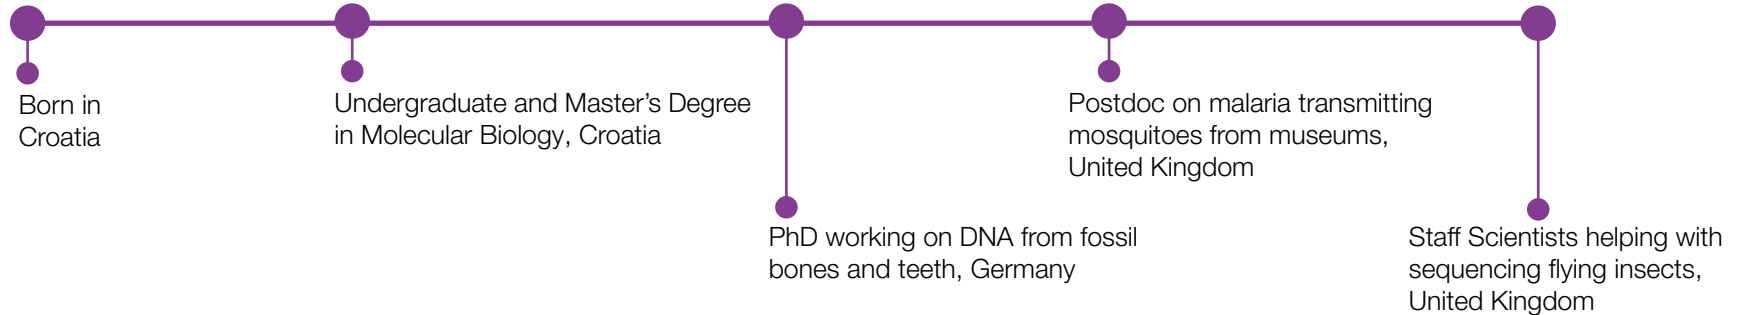 Born in
Croatia
Undergraduate and Master's Degree
in Molecular Biology, Croatia
PhD working on DNA from fossil
bones and teeth, Germany
Postdoc on malaria transmitting
mosquitoes from museums,
United Kingdom
Staff Scientists helping with
sequencing flying insects,
United Kingdom